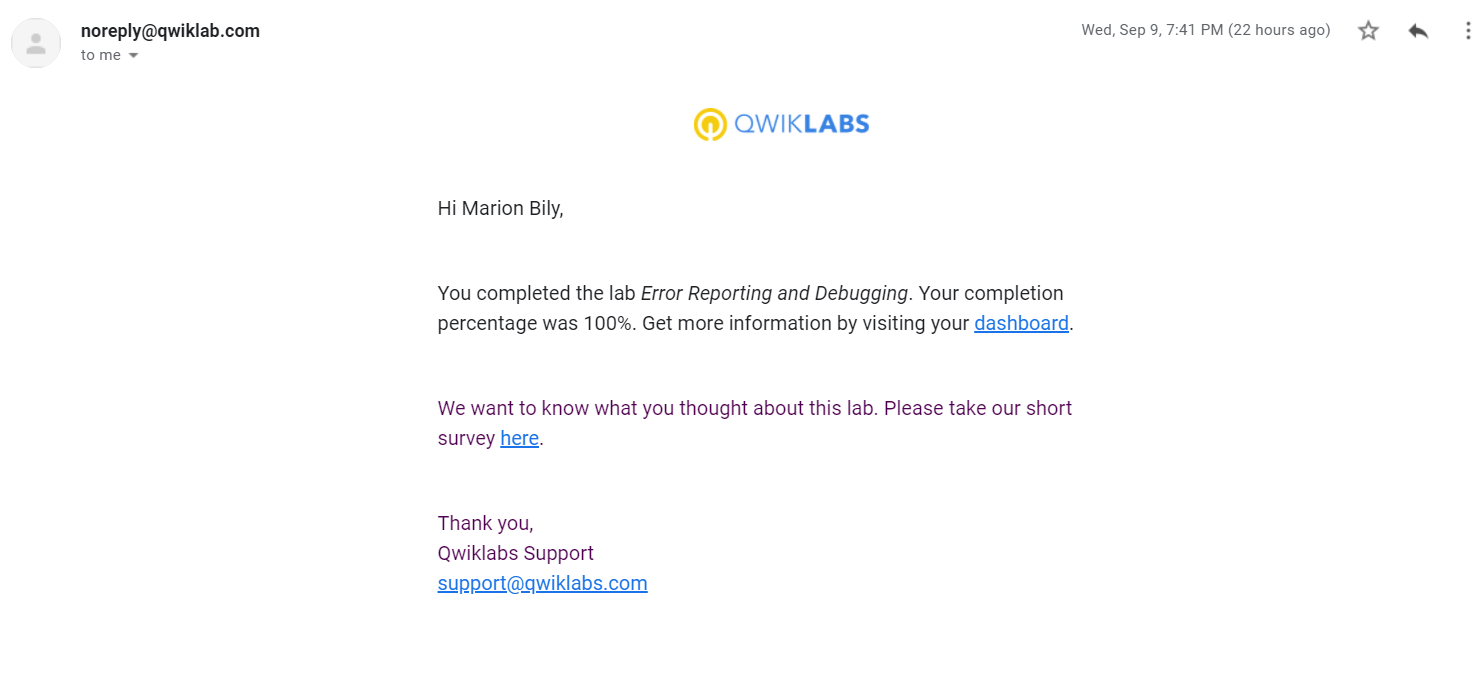 noreply@qwiklab.com
Wed, Sep 9, 7:41 PM (22 hours ago)
to me
QWIKLABS
Hi Marion Bily,
You completed the lab Error Reporting and Debugging. Your completion
percentage was 100%. Get more information by visiting your dashboard.
We want to know what you thought about this lab. Please take our short
survey here.
Thank you,
Qwiklabs Support
support@qwiklabs.com